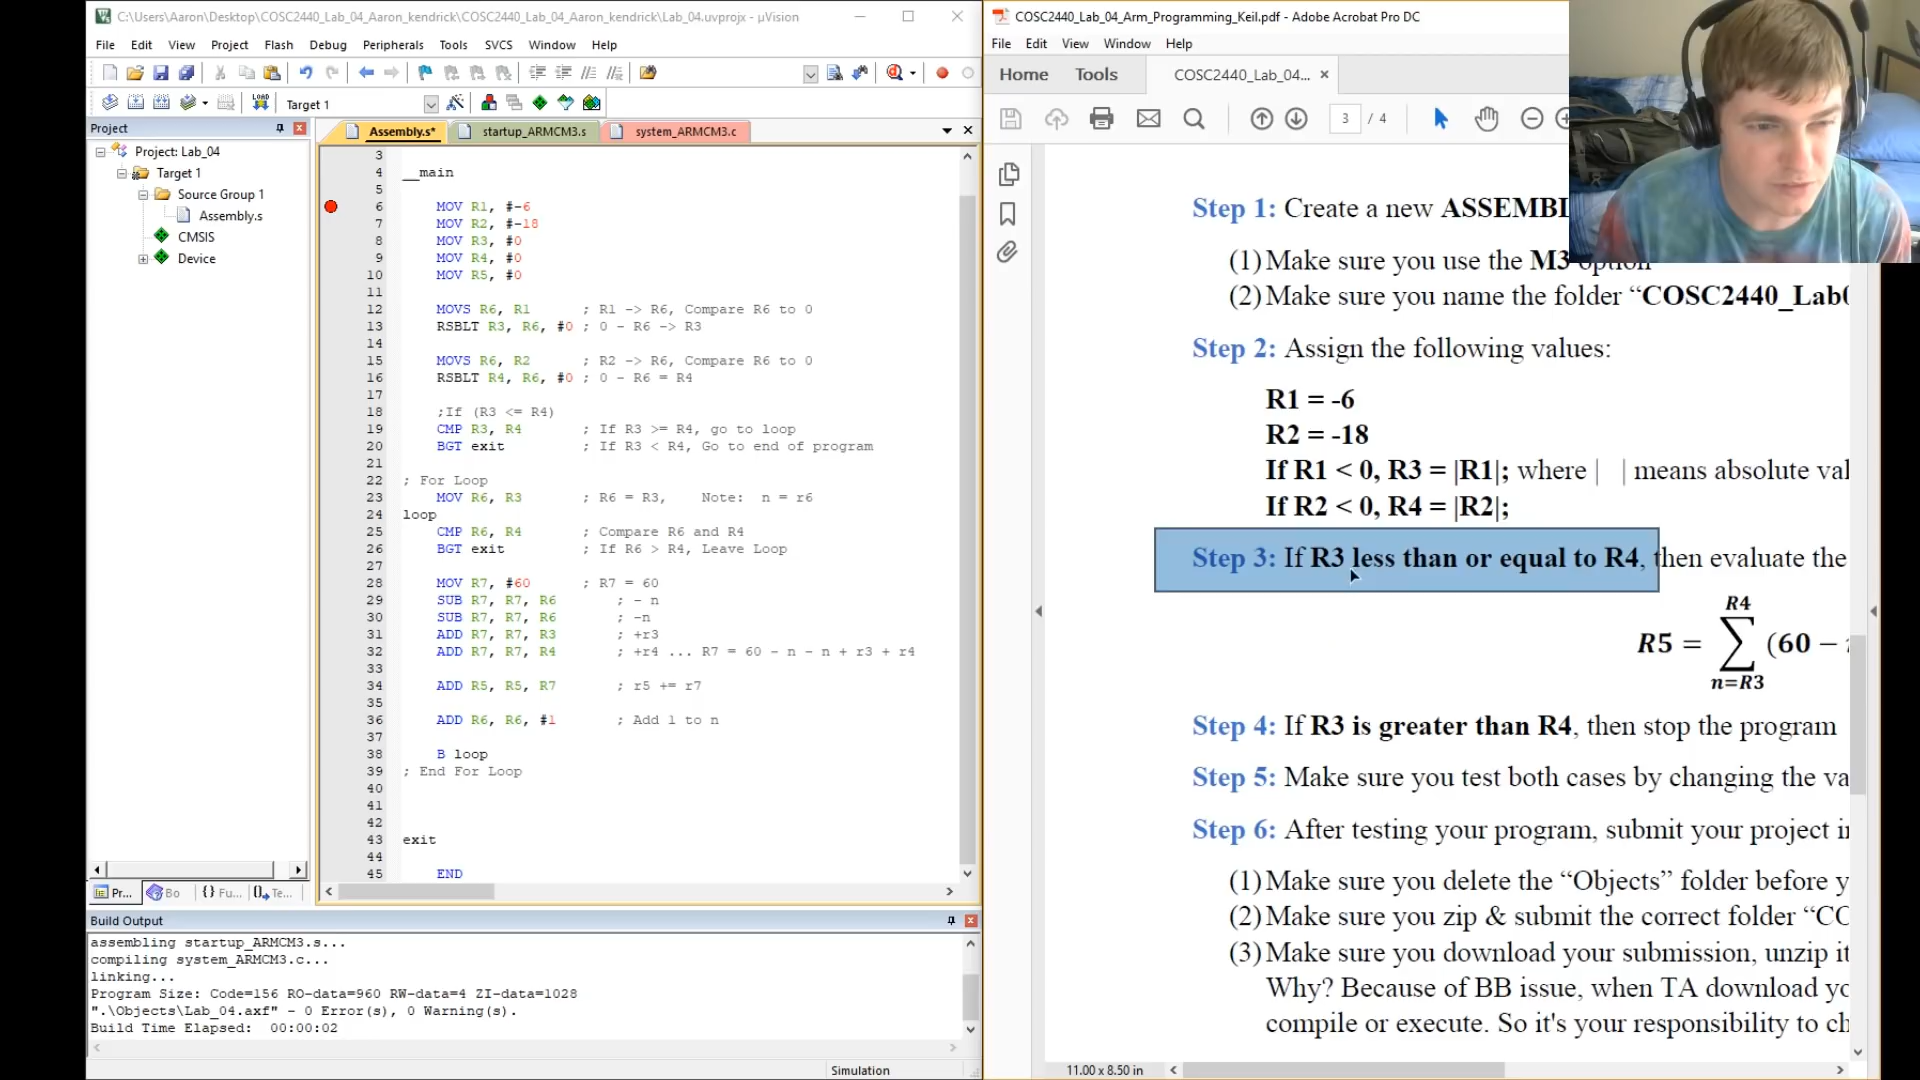 C:\Users\Aaron\Desktop\COSC2440_Lab_04_Aaron_kendrick\COSC2440_Lab_04_Aaron_kendrick\Lab_04.uvprojx - µVision
File Edit View Project Flash Debug Peripherals Tools SVCS Window Help
LOAD
Target 1
Project
Project: Lab_04
Target 1
Source Group 1
Assembly.s
CMSIS
Device
Pr... Bo {} Fu... Te...
Assembly.s* startup_ARMCM3.s system_ARMCM3.c
3
4 __main
5
6 MOV R1, #-6
7 MOV R2, #-18
8 MOV R3, #0
9 MOV R4, #0
10 MOV R5, #0
11
12 MOVS R6, R1 ; R1 -> R6, Compare R6 to 0
13 RSBLT R3, R6, #0 ; 0 - R6 -> R3
14
15 MOVS R6, R2 ; R2 -> R6, Compare R6 to 0
16 RSBLT R4, R6, #0 ; 0 - R6 = R4
17
18 ;If (R3 <= R4)
19 CMP R3, R4 ; If R3 >= R4, go to loop
20 BGT exit ; If R3 < R4, Go to end of program
21
22 ; For Loop
23 MOV R6, R3 ; R6 = R3, Note: n = r6
24 loop
25 CMP R6, R4 ; Compare R6 and R4
26 BGT exit ; If R6 > R4, Leave Loop
27
28 MOV R7, #60 ; R7 = 60
29 SUB R7, R7, R6 ; - n
30 SUB R7, R7, R6 ; -n
31 ADD R7, R7, R3 ; +r3
32 ADD R7, R7, R4 ; +r4 ... R7 = 60 - n - n + r3 + r4
33
34 ADD R5, R5, R7 ; r5 += r7
35
36 ADD R6, R6, #1 ; Add 1 to n
37
38 B loop
39 ; End For Loop
40
41
42
43 exit
44
45 END
Build Output
assembling startup_ARMCM3.s...
compiling system_ARMCM3.c...
linking...
Program Size: Code=156 RO-data=960 RW-data=4 ZI-data=1028
".\Objects\Lab_04.axf" - 0 Error(s), 0 Warning(s).
Build Time Elapsed: 00:00:02
Simulation
COSC2440_Lab_04_Arm_Programming_Keil.pdf - Adobe Acrobat Pro DC
File Edit View Window Help
Home Tools COSC2440_Lab_04... ×
3 / 4
Step 1: Create a new ASSEMBL
(1) Make sure you use the M3 option
(2) Make sure you name the folder “COSC2440_Lab0
Step 2: Assign the following values:
R1 = -6
R2 = -18
If R1 < 0, R3 = |R1|; where | | means absolute val
If R2 < 0, R4 = |R2|;
Step 3: If R3 less than or equal to R4, then evaluate the
R4
R5 = ∑ (60 −
n=R3
Step 4: If R3 is greater than R4, then stop the program
Step 5: Make sure you test both cases by changing the va
Step 6: After testing your program, submit your project in
(1) Make sure you delete the “Objects” folder before y
(2) Make sure you zip & submit the correct folder “CO
(3) Make sure you download your submission, unzip it
Why? Because of BB issue, when TA download yo
compile or execute. So it's your responsibility to ch
11.00 x 8.50 in